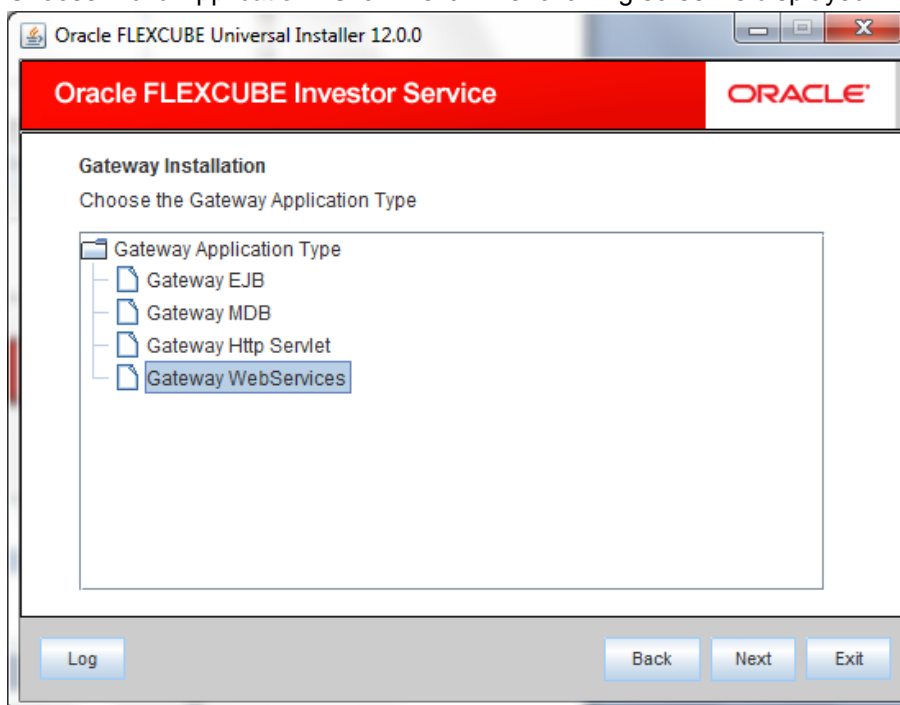 Oracle FLEXCUBE Universal Installer 12.0.0
Oracle FLEXCUBE Investor Service
ORACLE
Gateway Installation
Choose the Gateway Application Type
Gateway Application Type
Gateway EJB
Gateway MDB
Gateway Http Servlet
Gateway WebServices
Log
Back
Next
Exit